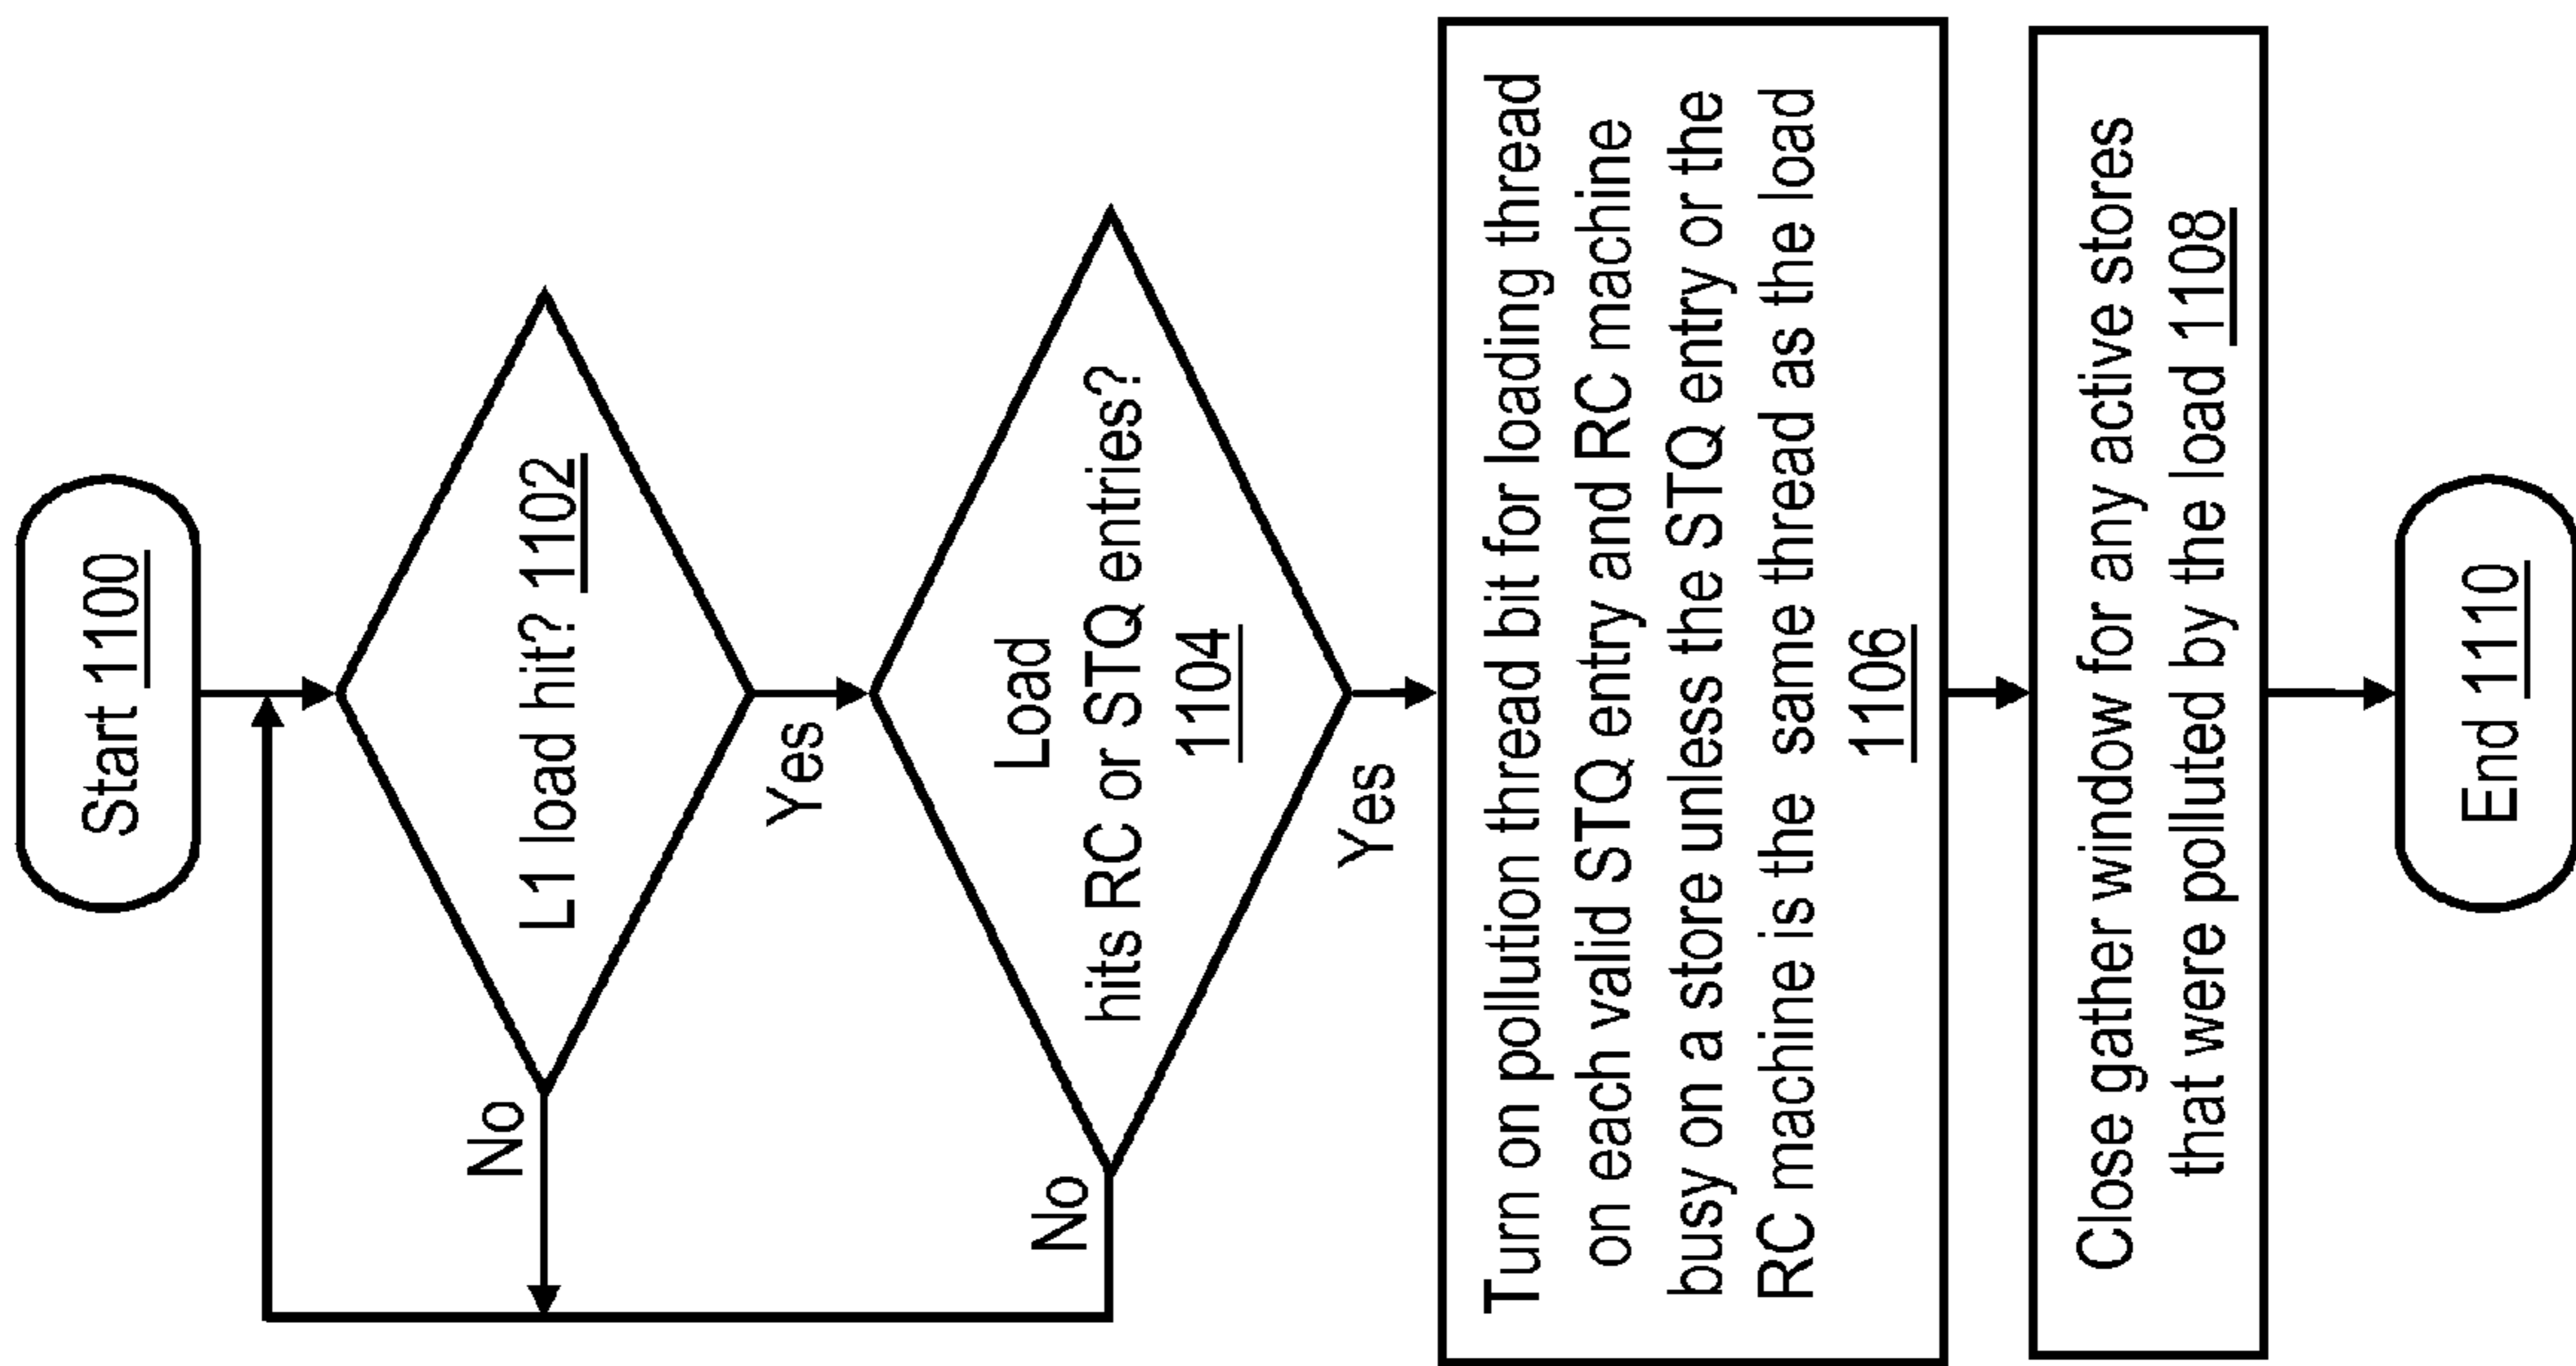 Start 1100
L1 load hit? 1102
No
Yes
Load
hits RC or STQ entries?
1104
No
Yes
Turn on pollution thread bit for loading thread
on each valid STQ entry and RC machine
busy on a store unless the STQ entry or the
RC machine is the same thread as the load
1106
Close gather window for any active stores
that were polluted by the load 1108
End 1110